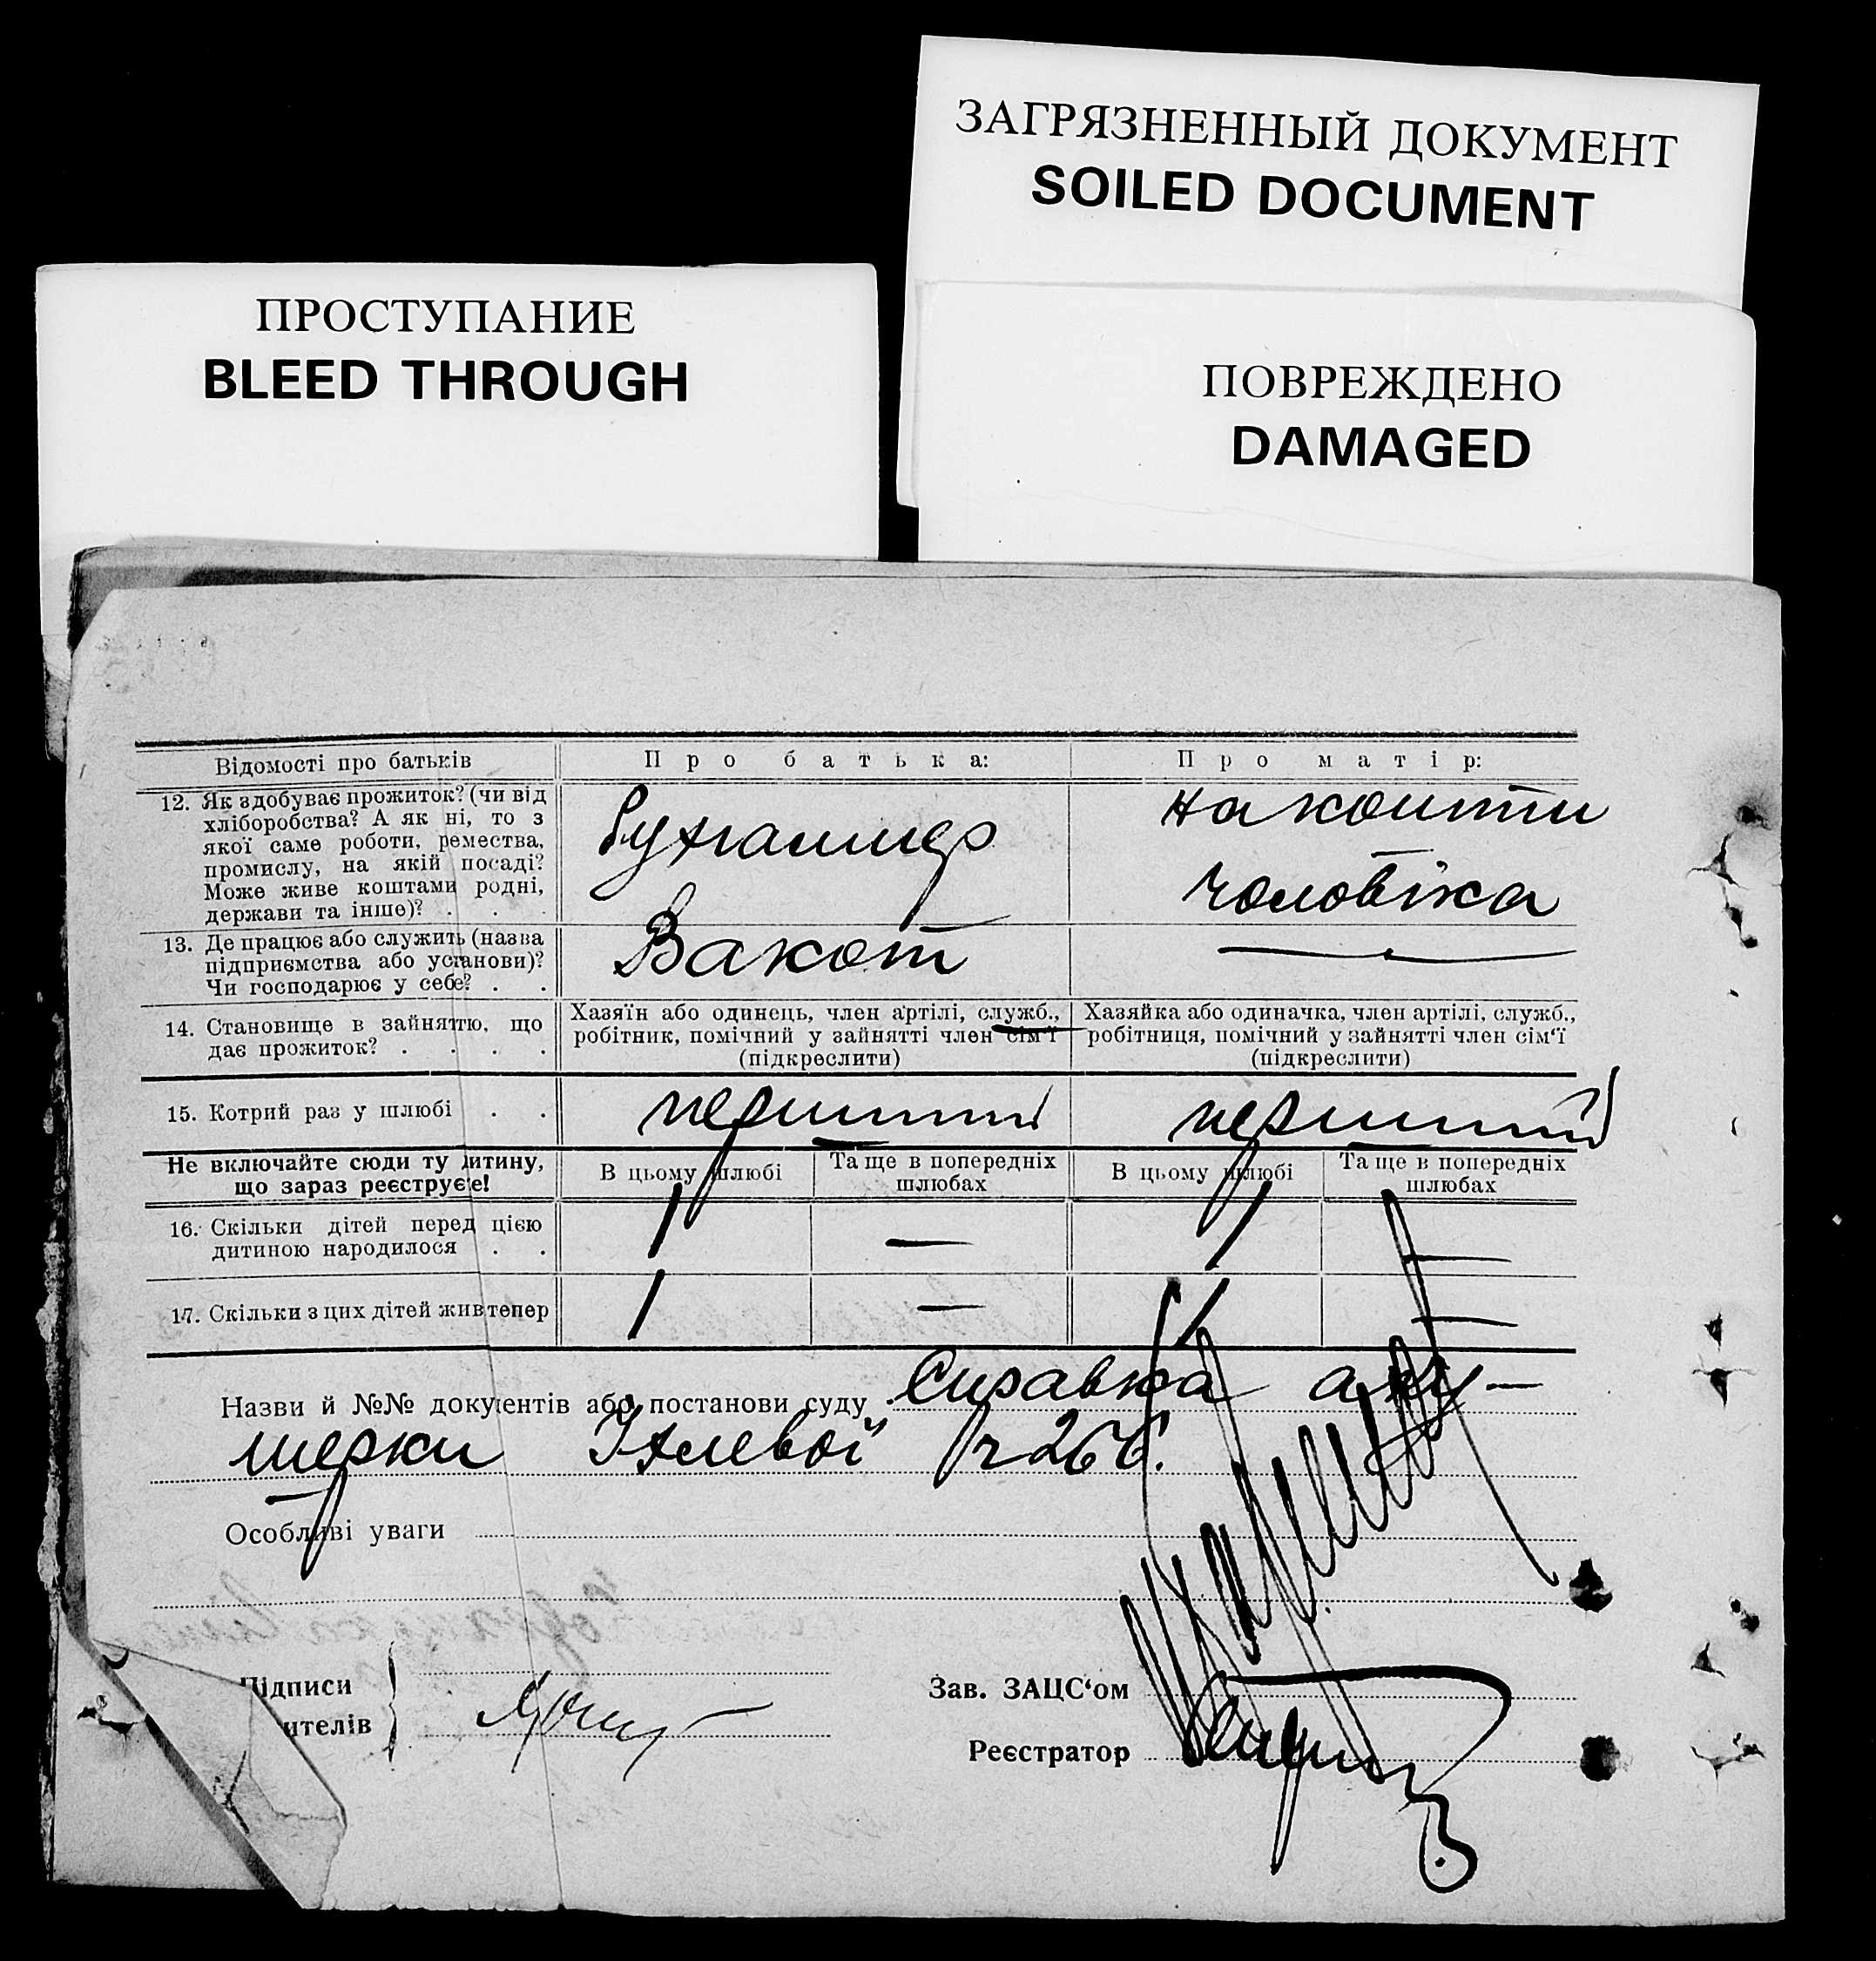 ЗАГРЯЗНЕННЫЙ ДОКУМЕНТ
SOILED DOCUMENT
ПРОСТУПАНИЕ
BLEED THROUGH
ПОВРЕЖДЕНО
DAMAGED
Відомості про батьків
Про батька:
Про матір:
12. Як здобуває прожиток? (чи від
хліборобства? А як ні, то з
якої саме роботи, ремества,
промислу, на якій посаді?
Може живе коштами родні,
держави та інше)? . . .
бухгалтер
на кошти
чоловіка
13. Де працює або служить (назва
підприємства або установи)?
Чи господарює у себе? . .
Вакот
—
14. Становище в зайняттю, що
дає прожиток? . . . .
Хазяїн або одинець, член артілі, служб.,
робітник, помічний у зайнятті член сім'ї
(підкреслити)
Хазяйка або одиначка, член артілі, служб.,
робітниця, помічний у зайнятті член сім‘ї
(підкреслити)
15. Котрий раз у шлюбі . .
перший
перший
Не включайте сюди ту дитину,
що зараз реєструєте!
В цьому шлюбі
Та ще в попередніх
шлюбах
В цьому шлюбі
Та ще в попередніх
шлюбах
16. Скільки дітей перед цією
дитиною народилося . .
1 — 1 —
17. Скільки з цих дітей жив тепер
1 — 1 —
Назви й №№ документів або постанови суду Справка аку-
шерки № 266.
Особливі уваги
Підписи
ителів
Зав. ЗАЦС‘ом
Реєстратор